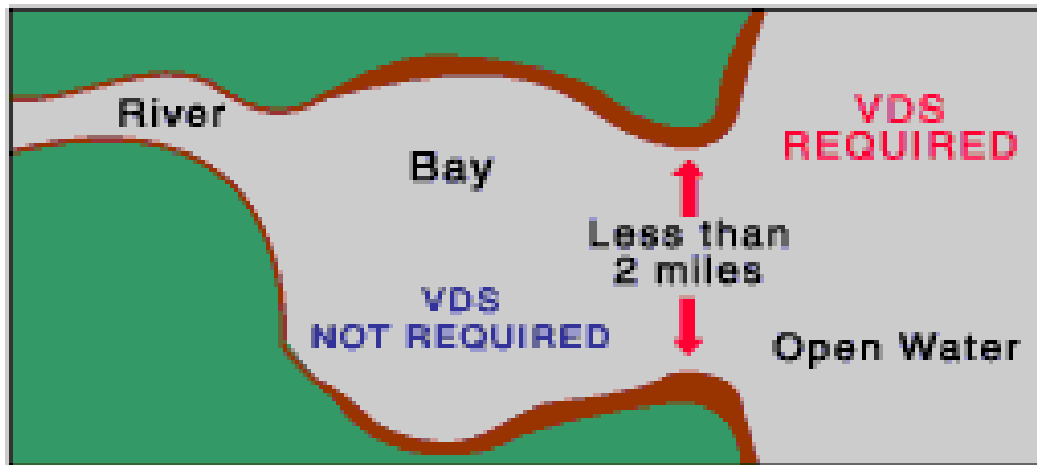 River
Bay
VDS
REQUIRED
Less than
2 miles
VDS
NOT REQUIRED
Open Water